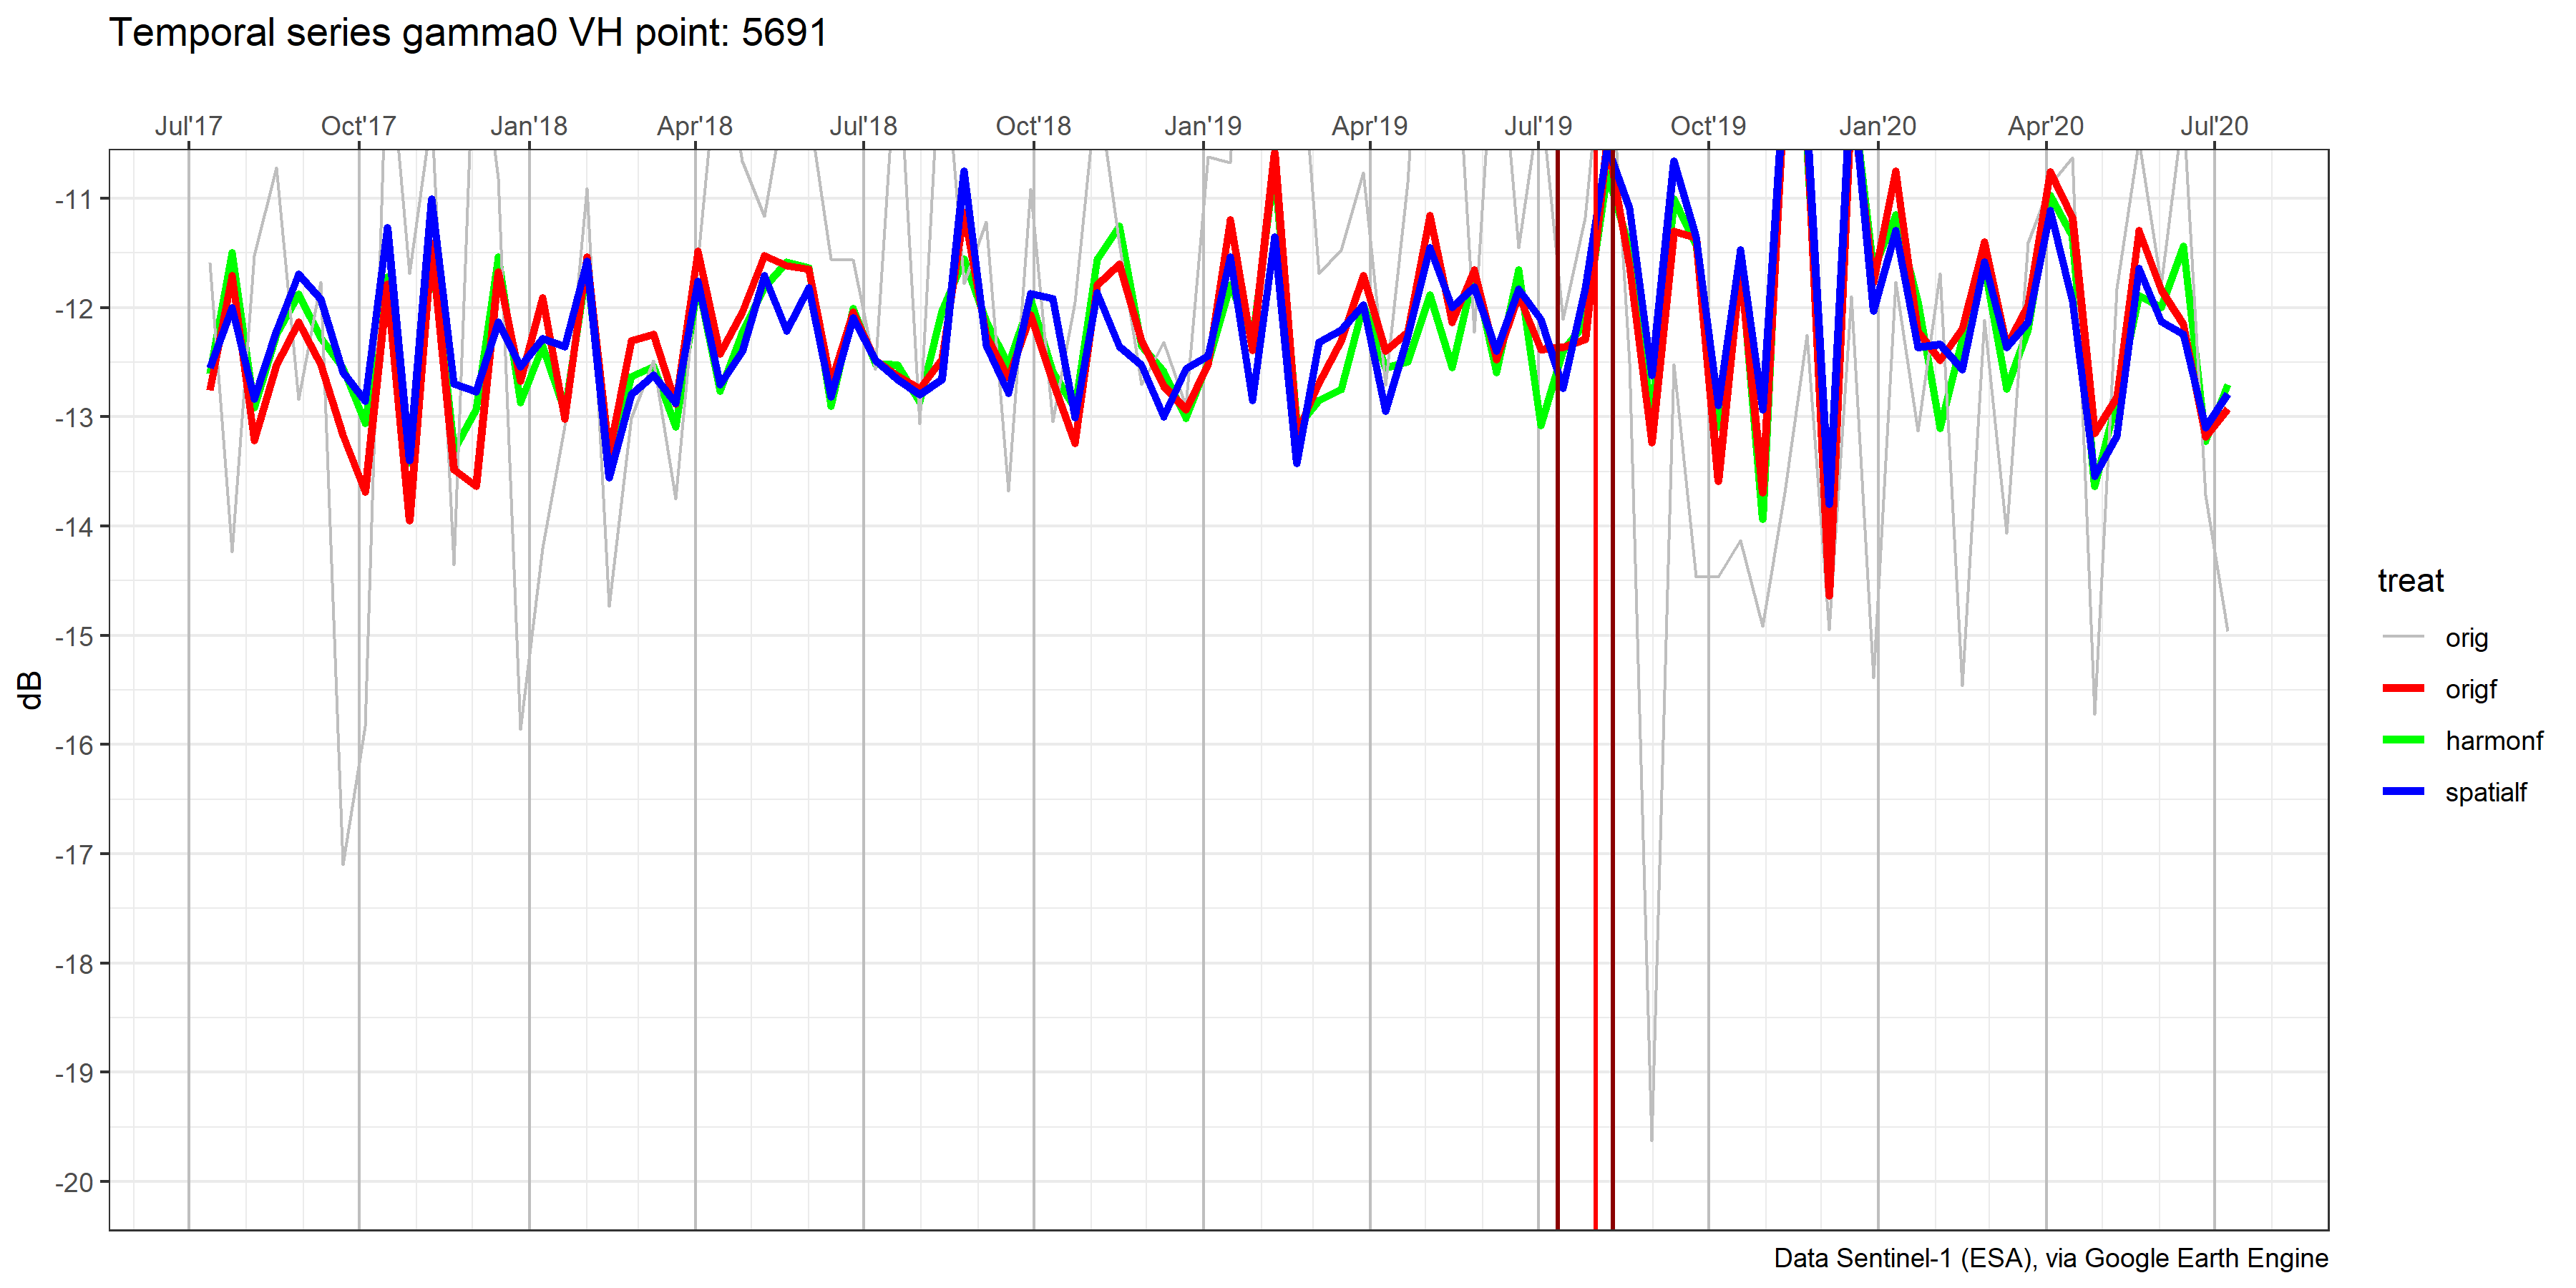 Temporal series gamma0 VH point: 5691
Jul'17 Oct'17 Jan'18 Apr'18 Jul'18 Oct'18 Jan'19 Apr'19 Jul'19 Oct'19 Jan'20 Apr'20 Jul'20
-11
-12
-13
-14
-15
-16
-17
-18
-19
-20
dB
treat
orig
origf
harmonf
spatialf
Data Sentinel-1 (ESA), via Google Earth Engine